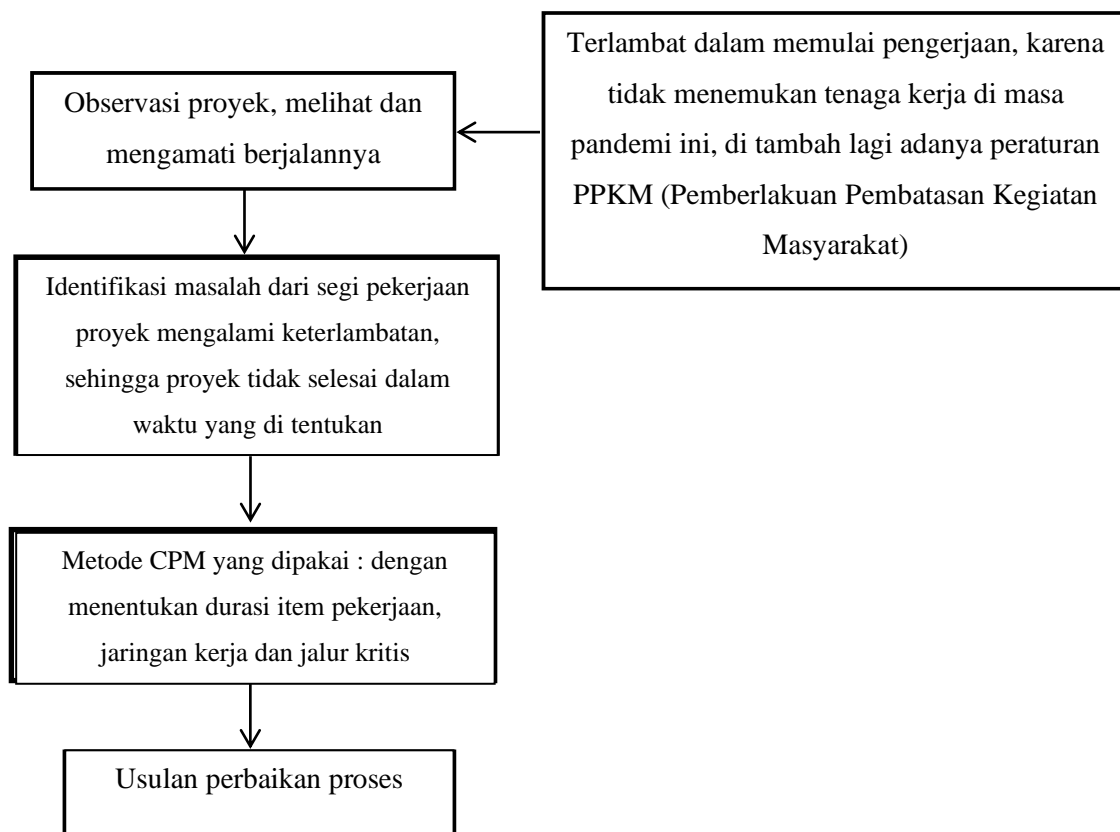 Terlambat dalam memulai pengerjaan, karena
tidak menemukan tenaga kerja di masa
pandemi ini, di tambah lagi adanya peraturan
PPKM (Pemberlakuan Pembatasan Kegiatan
Masyarakat)
Observasi proyek, melihat dan
mengamati berjalannya
Identifikasi masalah dari segi pekerjaan
proyek mengalami keterlambatan,
sehingga proyek tidak selesai dalam
waktu yang di tentukan
Metode CPM yang dipakai : dengan
menentukan durasi item pekerjaan,
jaringan kerja dan jalur kritis
Usulan perbaikan proses